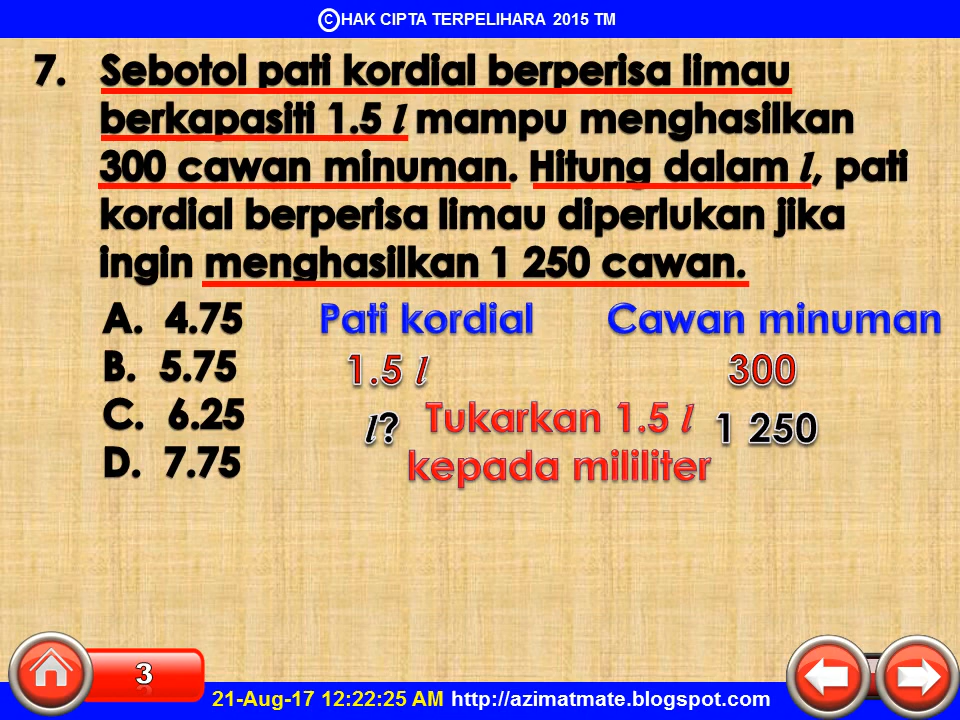 © HAK CIPTA TERPELIHARA 2015 TM
7. Sebotol pati kordial berperisa limau
berkapasiti 1.5 l mampu menghasilkan
300 cawan minuman. Hitung dalam l, pati
kordial berperisa limau diperlukan jika
ingin menghasilkan 1 250 cawan.
A. 4.75
B. 5.75
C. 6.25
D. 7.75
Pati kordial Cawan minuman
1.5 l 300
l? 1 250
Tukarkan 1.5 l
kepada mililiter
3
21-Aug-17 12:22:25 AM http://azimatmate.blogspot.com